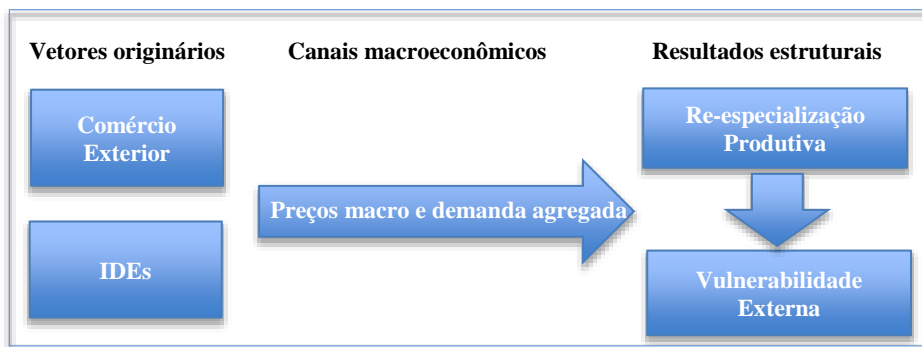 Vetores originários
Canais macroeconômicos
Resultados estruturais
Comércio
Exterior
IDEs
Preços macro e demanda agregada
Re-especialização
Produtiva
Vulnerabilidade
Externa